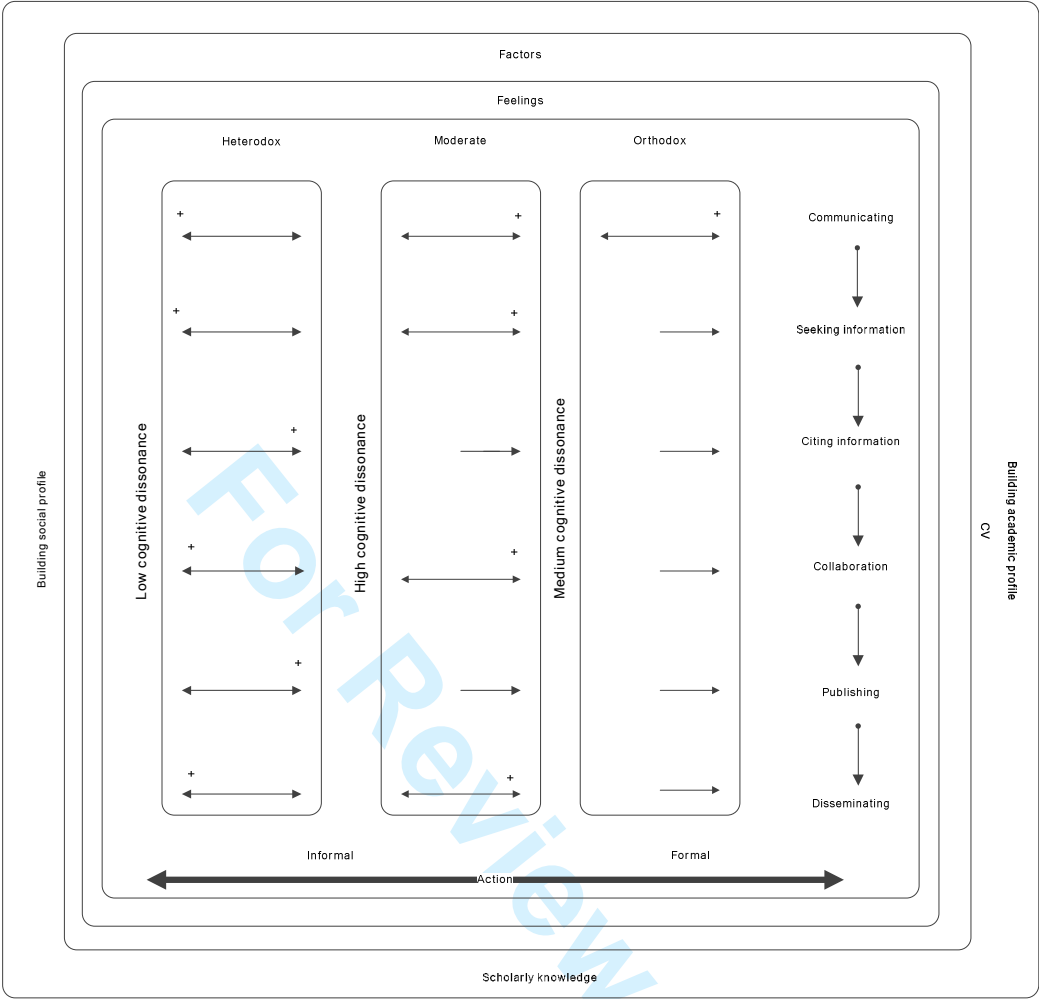 Factors
Feelings
Heterodox
Moderate
Orthodox
+
+
+
Communicating
+
+
Seeking information
+
Citing information
Low cognitive dissonance
High cognitive dissonance
Medium cognitive dissonance
Building social profile
CV
Building academic profile
+
+
Collaboration
+
Publishing
+
+
Disseminating
Informal
Formal
Action
Scholarly knowledge
For Review